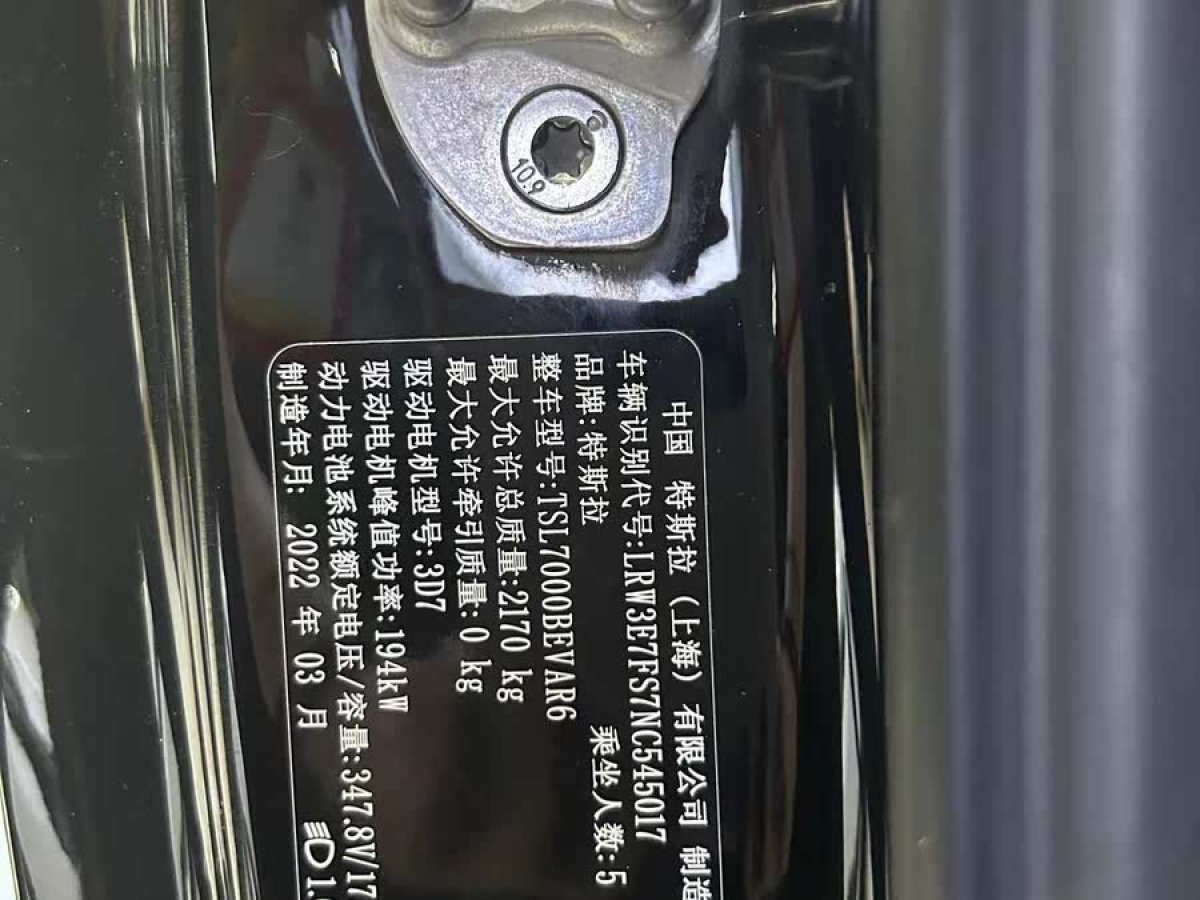 10.9
中国 特斯拉(上海)有限公司 制造
车辆识别代号:LRW3E7FS7NC545017
品牌:特斯拉 乘坐人数:5
整车型号:TSL7000BEVAR6
最大允许总质量:2170 kg
最大允许牵引质量:0 kg
驱动电机型号:3D7
驱动电机峰值功率:194kW
动力电池系统额定电压/容量:347.8V/17
制造年月: 2022 年 03 月 1.